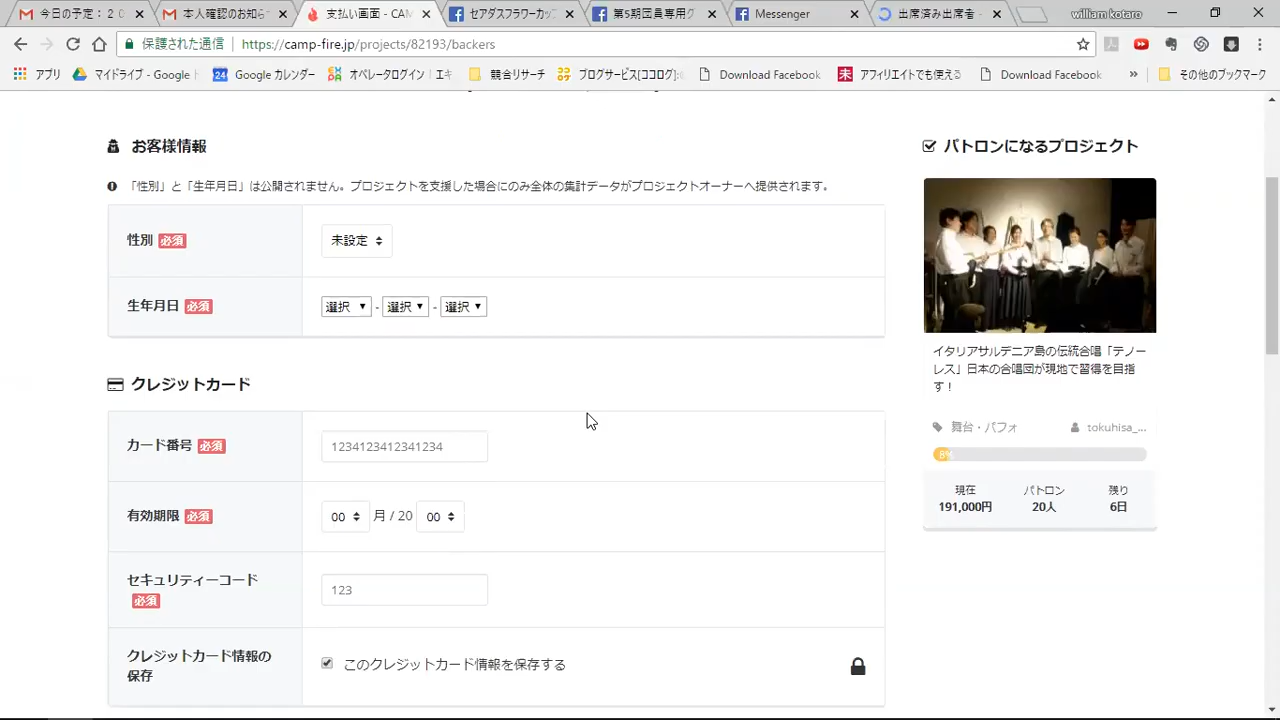 今日の予定：2
本人確認のお知ら
支払い画面 - CAM
セアダスフラワーカッ
第5期団員専用グ
Messenger
出席済み出席者 -
william kotaro
保護された通信
https://camp-fire.jp/projects/82193/backers
アプリ
マイドライブ
Google
Google カレンダー
オペレータログイン｜エキ
競合リサーチ
ブログサービス[ココログ]:
Download Facebook
アフィリエイトでも使える
Download Facebook
»
その他のブックマーク
お客様情報
「性別」と「生年月日」は公開されません。プロジェクトを支援した場合にのみ全体の集計データがプロジェクトオーナーへ提供されます。
性別 必須
未設定
生年月日 必須
選択 - 選択 - 選択
クレジットカード
カード番号 必須
1234123412341234
有効期限 必須
00 月 / 20 00
セキュリティーコード
必須
123
クレジットカード情報の
保存
このクレジットカード情報を保存する
パトロンになるプロジェクト
イタリアサルデニア島の伝統合唱「テノー
レス」日本の合唱団が現地で習得を目指
す！
舞台・パフォ
tokuhisa_...
8%
現在 パトロン 残り
191,000円 20人 6日